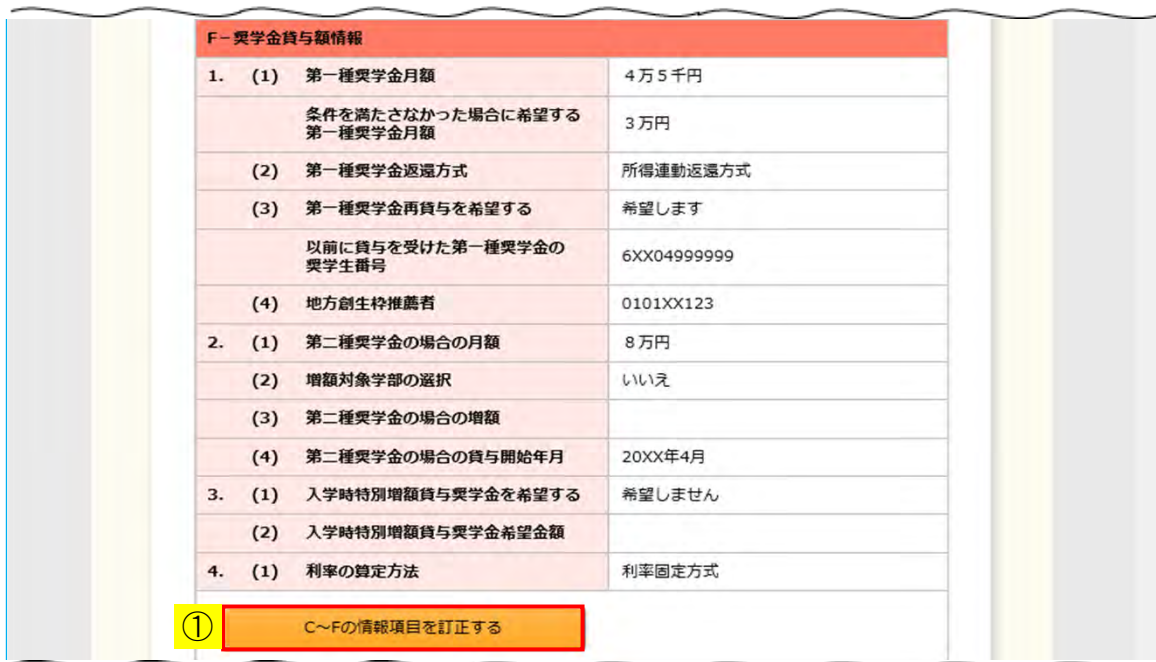 F－奨学金貸与額情報
1. (1) 第一種奨学金月額 ４万５千円
条件を満たさなかった場合に希望する
第一種奨学金月額 ３万円
(2) 第一種奨学金返還方式 所得連動返還方式
(3) 第一種奨学金再貸与を希望する 希望します
以前に貸与を受けた第一種奨学金の
奨学生番号 6XX04999999
(4) 地方創生枠推薦者 0101XX123
2. (1) 第二種奨学金の場合の月額 ８万円
(2) 増額対象学部の選択 いいえ
(3) 第二種奨学金の場合の増額
(4) 第二種奨学金の場合の貸与開始年月 20XX年4月
3. (1) 入学時特別増額貸与奨学金を希望する 希望しません
(2) 入学時特別増額貸与奨学金希望金額
4. (1) 利率の算定方法 利率固定方式
① C～Fの情報項目を訂正する